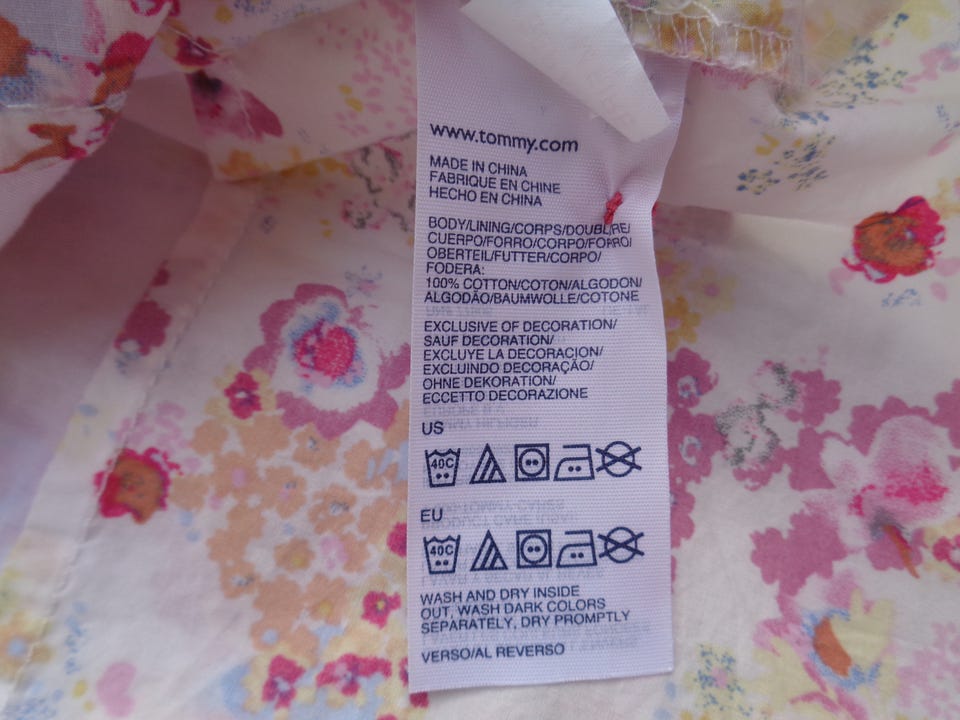 www.tommy.com
MADE IN CHINA
FABRIQUE EN CHINE
HECHO EN CHINA
BODY/LINING/CORPS/DOUBLURE/
CUERPO/FORRO/CORPO/FORRO/
OBERTEIL/FUTTER/CORPO/
FODERA:
100% COTTON/COTON/ALGODON/
ALGODÃO/BAUMWOLLE/COTONE
EXCLUSIVE OF DECORATION/
SAUF DECORATION/
EXCLUYE LA DECORACION/
EXCLUINDO DECORAÇÃO/
OHNE DEKORATION/
ECCETTO DECORAZIONE
US
40C
EU
40C
WASH AND DRY INSIDE
OUT, WASH DARK COLORS
SEPARATELY, DRY PROMPTLY
VERSO/AL REVERSO